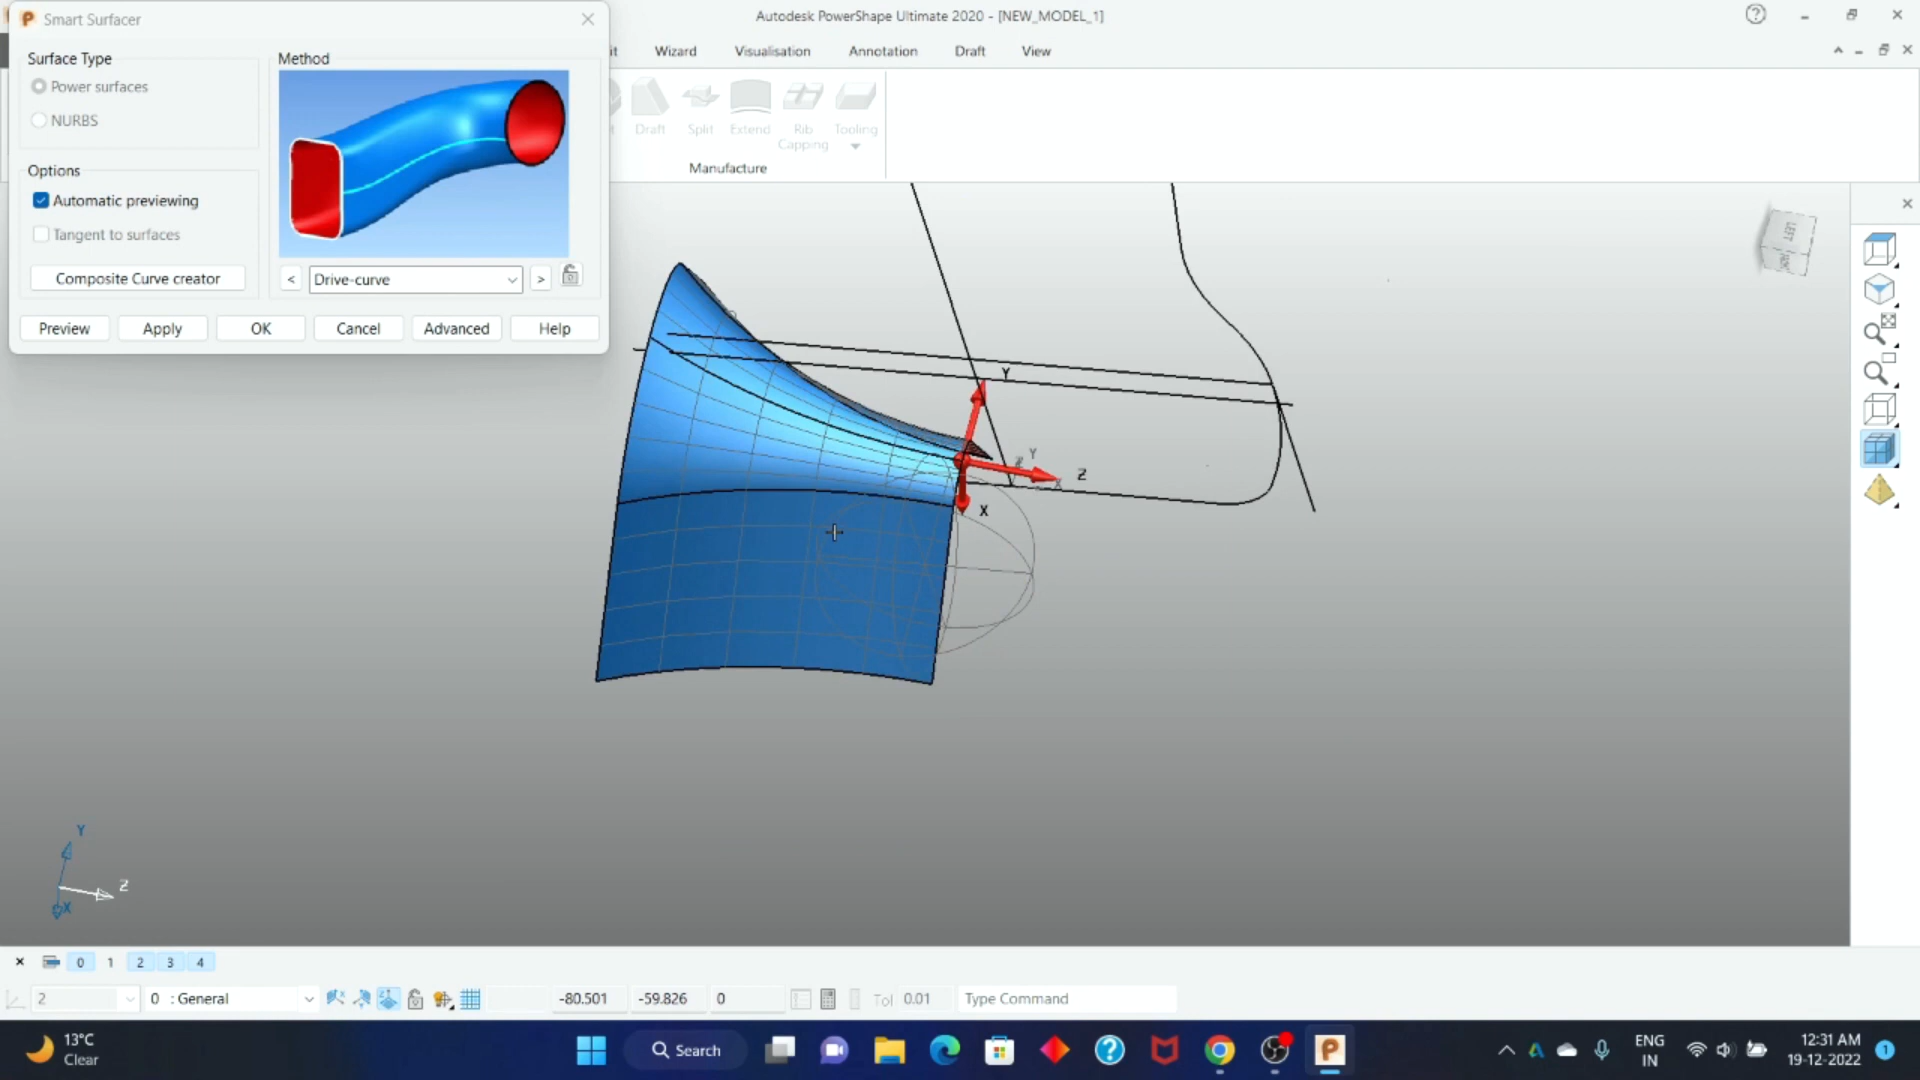 Smart Surfacer
Autodesk PowerShape Ultimate 2020 - [NEW_MODEL_1]
Wizard
Visualisation
Annotation
Draft
View
Surface Type
Power surfaces
NURBS
Options
Automatic previewing
Tangent to surfaces
Composite Curve creator
Method
< Drive-curve >
Preview
Apply
OK
Cancel
Advanced
Help
Draft
Split
Extend
Rib
Capping
Tooling
Manufacture
LEFT
Y
Y
Z
X
Z
X
Y
Z
X
0 1 2 3 4
2
0 : General
-80.501
-59.826
0
Tol 0.01
Type Command
13°C
Clear
Search
ENG
IN
12:31 AM
19-12-2022
1